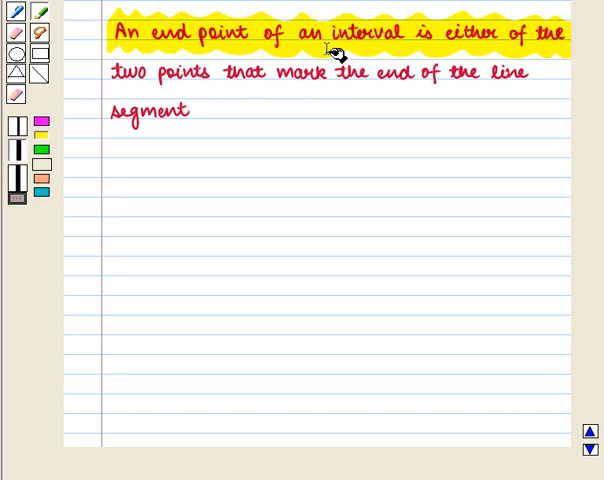 An end point of an interval is either of the
two points that mark the end of the line
segment